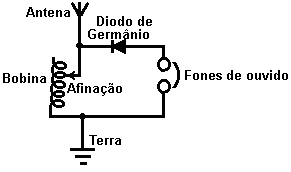 Antena
Diodo de
Germânio
Bobina
Afinação
Fones de ouvido
Terra